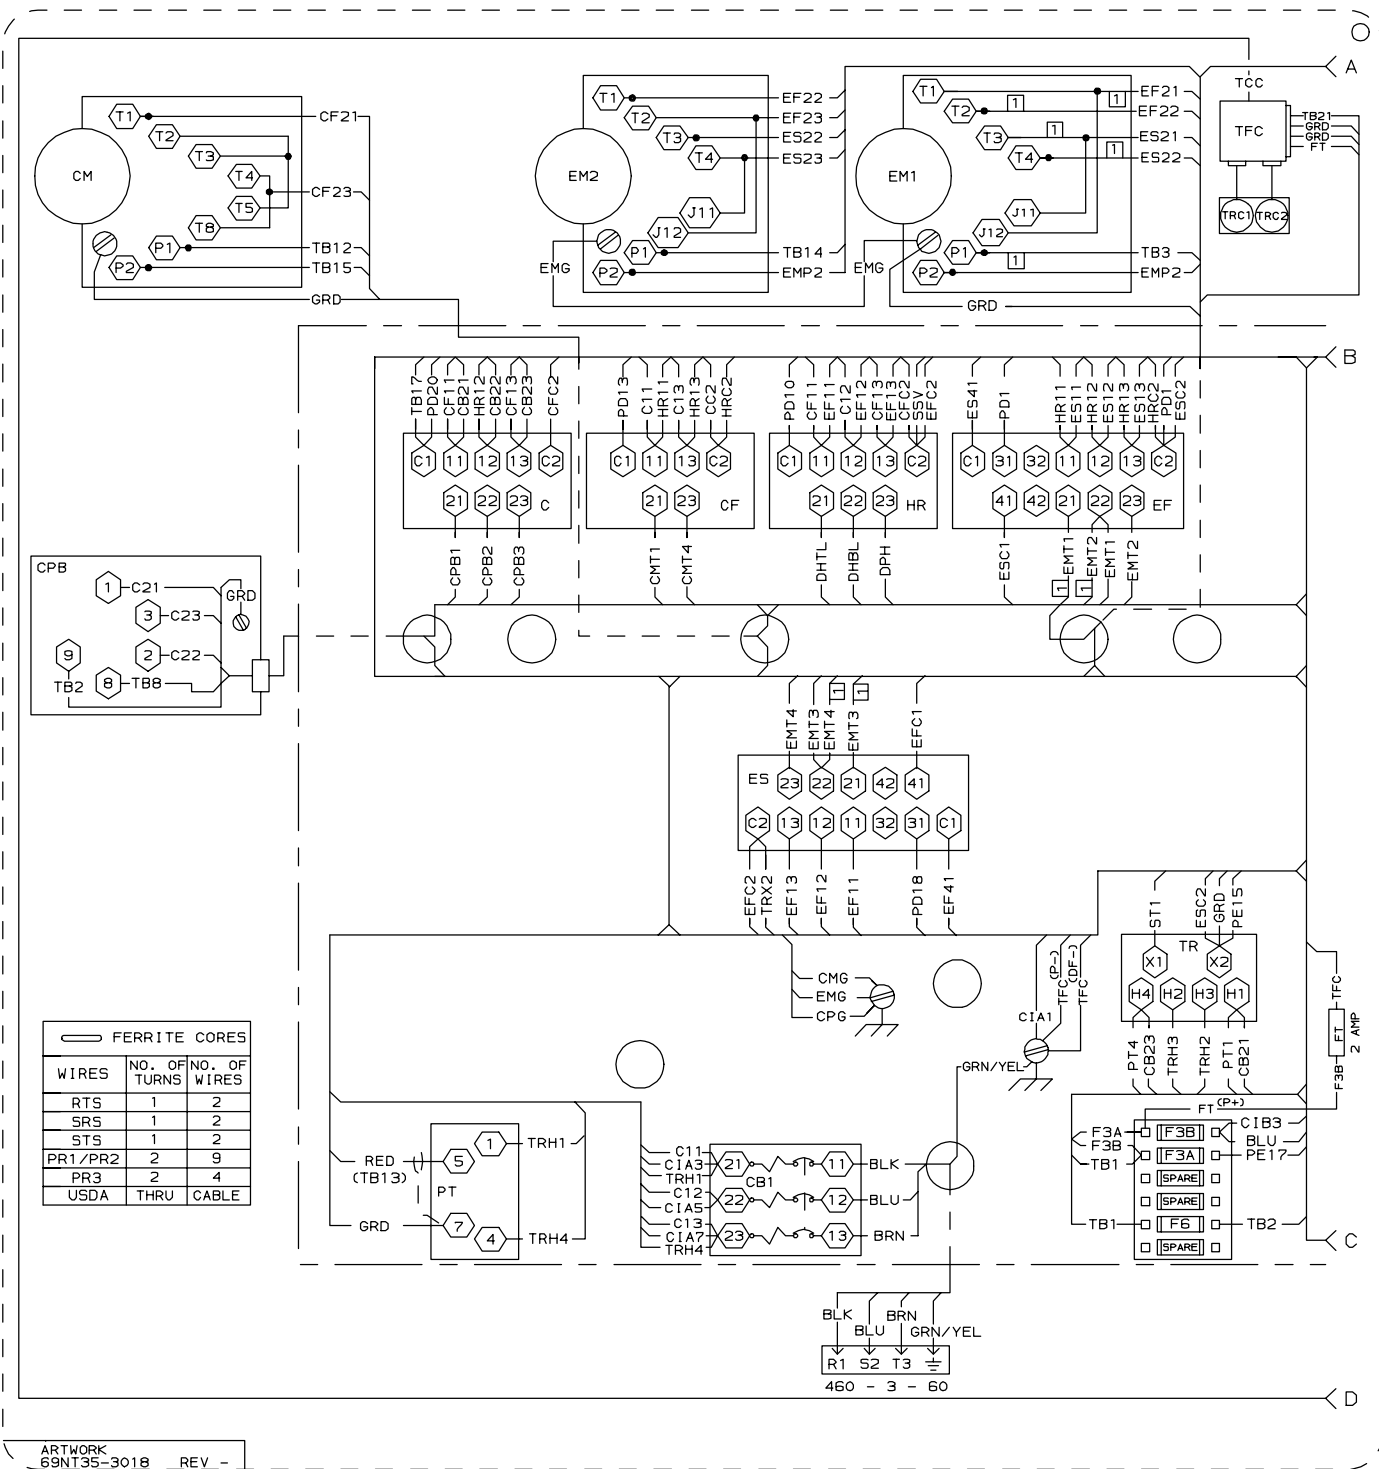 A
TCC
T1 CF21
T2
T3
T4 CF23
T5
T8
P1 TB12
P2 TB15
CM
GRD
T1 EF22
T2 EF23
T3 ES22
T4 ES23
EM2
J11
J12
P1 TB14
P2 EMP2
EMG
T1 1 EF21
T2 1 EF22
T3 1 ES21
T4 1 ES22
EM1
J11
J12
P1 1 TB3
P2 EMP2
EMG
GRD
TFC
TB21
GRD
GRD
FT
TRC1 TRC2
B
TB17 PD20 CF11 CB21 HR12 CB22 CF13 CB23 CFC2
C1 11 12 13 C2
21 22 23 C
CPB1 CPB2 CPB3
PD13 C11 HR11 C13 HR13 CC2 HRC2
C1 11 13 C2
21 23 CF
CMT1 CMT4
PD10 CF11 EF11 C12 EF12 CF13 EF13 CFC2 SSV EFC2
C1 11 12 13 C2
21 22 23 HR
DHTL DHBL DPH
ES41 PD1 HR11 ES11 HR12 ES12 HR13 ES13 HRC2 PD1 ESC2
C1 31 32 11 12 13 C2
41 42 21 22 23 EF
ESC1 EMT1 EMT2 EMT1 EMT2
1 1
CPB
1 C21
3 C23
2 C22
8 TB8
9
TB2
GRD
EMT4 EMT3 EMT4 1 EMT3 1 EFC1
ES 23 22 21 42 41
C2 13 12 11 32 31 C1
EFC2 TRX2 EF13 EF12 EF11 PD18 EF41
CMG
EMG
CPG
CIA1
TFC (P-)
TFC (DF-)
GRN/YEL
ST1 ESC2 GRD PE15
TR
X1 X2
H4 H2 H3 H1
PT4 CB23 TRH3 TRH2 PT1 CB21
TFC
FT
2 AMP
F3B
FT (P+)
F3A F3B CIB3
F3B BLU
TB1 F3A PE17
SPARE
SPARE
TB1 F6 TB2
SPARE
C
FERRITE CORES
WIRES NO. OF TURNS NO. OF WIRES
RTS 1 2
SRS 1 2
STS 1 2
PR1/PR2 2 9
PR3 2 4
USDA THRU CABLE
RED
(TB13)
GRD
PT
1 TRH1
5
7
4 TRH4
C11
CIA3
TRH1
C12
CIA5
C13
CIA7
TRH4
21 11 BLK
CB1
22 12 BLU
23 13 BRN
BLK BLU BRN GRN/YEL
R1 S2 T3
460 - 3 - 60
D
ARTWORK
69NT35-3018 REV -